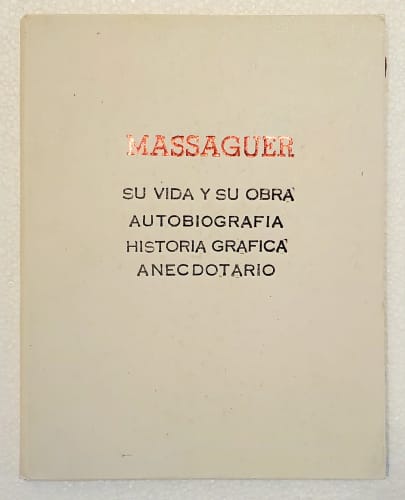 MASSAGUER
SU VIDA Y SU OBRA
AUTOBIOGRAFIA
HISTORIA GRAFICA
ANECDOTARIO